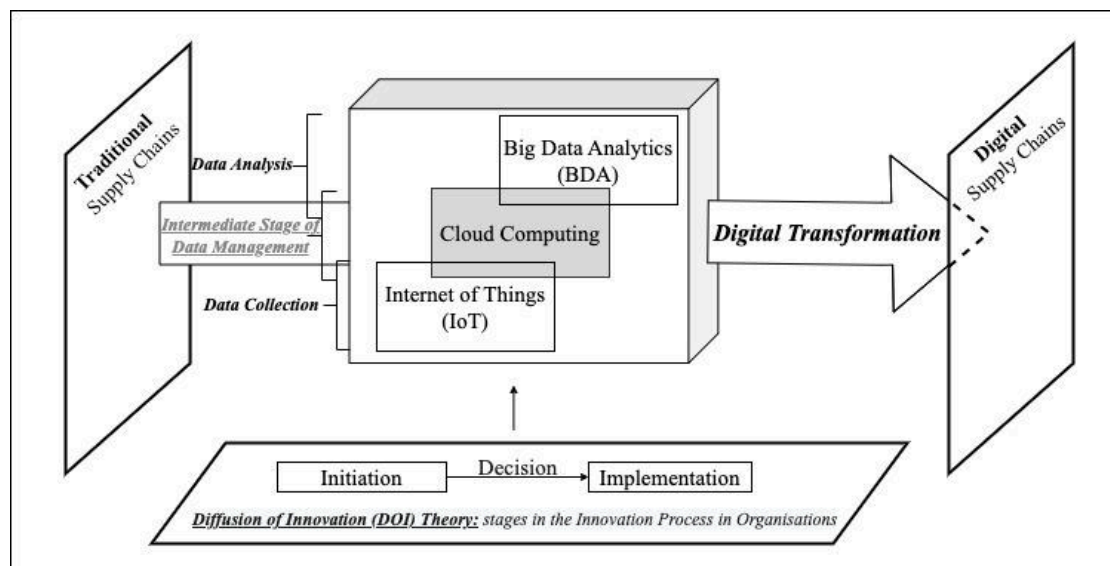 Traditional
Supply Chains
Data Analysis
Intermediate Stage of
Data Management
Data Collection
Big Data Analytics
(BDA)
Cloud Computing
Internet of Things
(IoT)
Digital Transformation
Digital
Supply Chains
Initiation
Decision
Implementation
Diffusion of Innovation (DOI) Theory: stages in the Innovation Process in Organisations